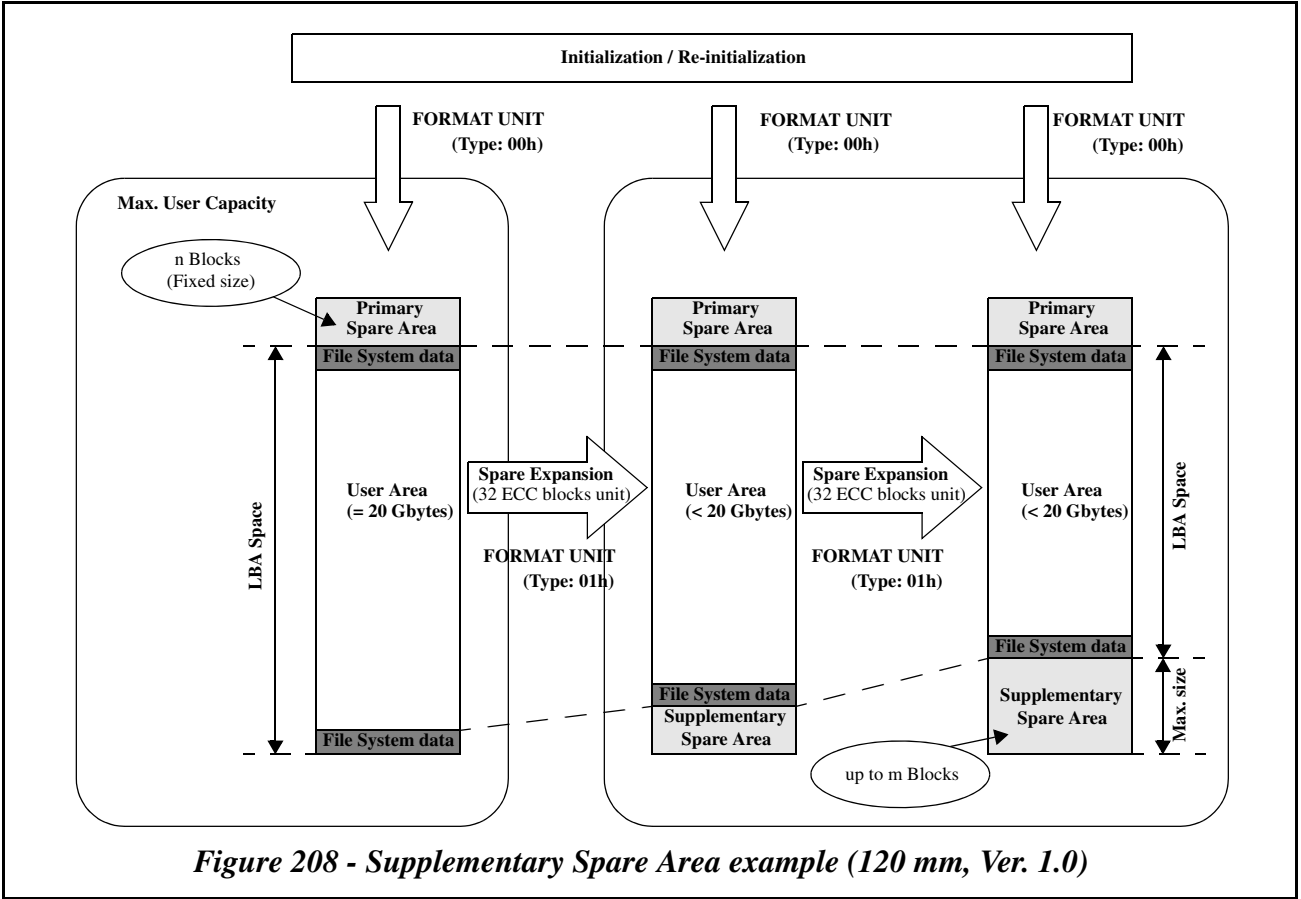 Initialization / Re-initialization
FORMAT UNIT
(Type: 00h)
FORMAT UNIT
(Type: 00h)
FORMAT UNIT
(Type: 00h)
Max. User Capacity
n Blocks
(Fixed size)
Primary
Spare Area
File System data
User Area
(= 20 Gbytes)
File System data
LBA Space
Spare Expansion
(32 ECC blocks unit)
FORMAT UNIT
(Type: 01h)
Primary
Spare Area
File System data
User Area
(< 20 Gbytes)
File System data
Supplementary
Spare Area
Spare Expansion
(32 ECC blocks unit)
FORMAT UNIT
(Type: 01h)
Primary
Spare Area
File System data
User Area
(< 20 Gbytes)
File System data
Supplementary
Spare Area
LBA Space
Max. size
up to m Blocks
Figure 208 - Supplementary Spare Area example (120 mm, Ver. 1.0)